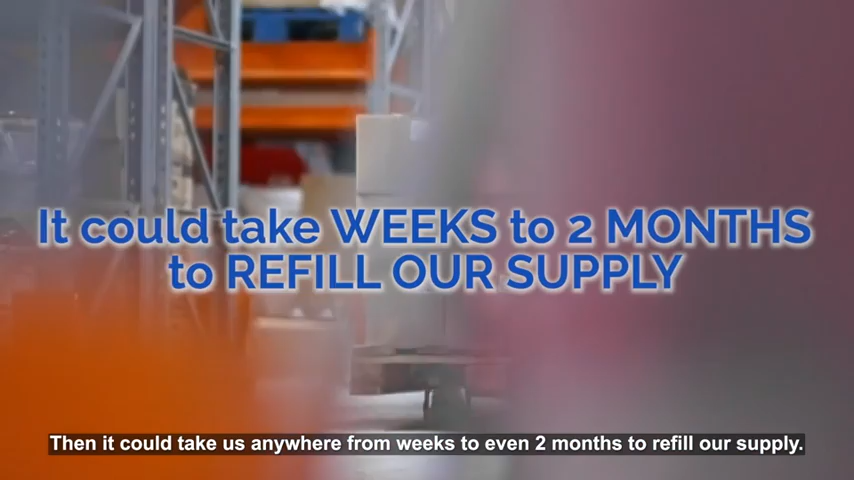 It could take WEEKS to 2 MONTHS
to REFILL OUR SUPPLY
Then it could take us anywhere from weeks to even 2 months to refill our supply.